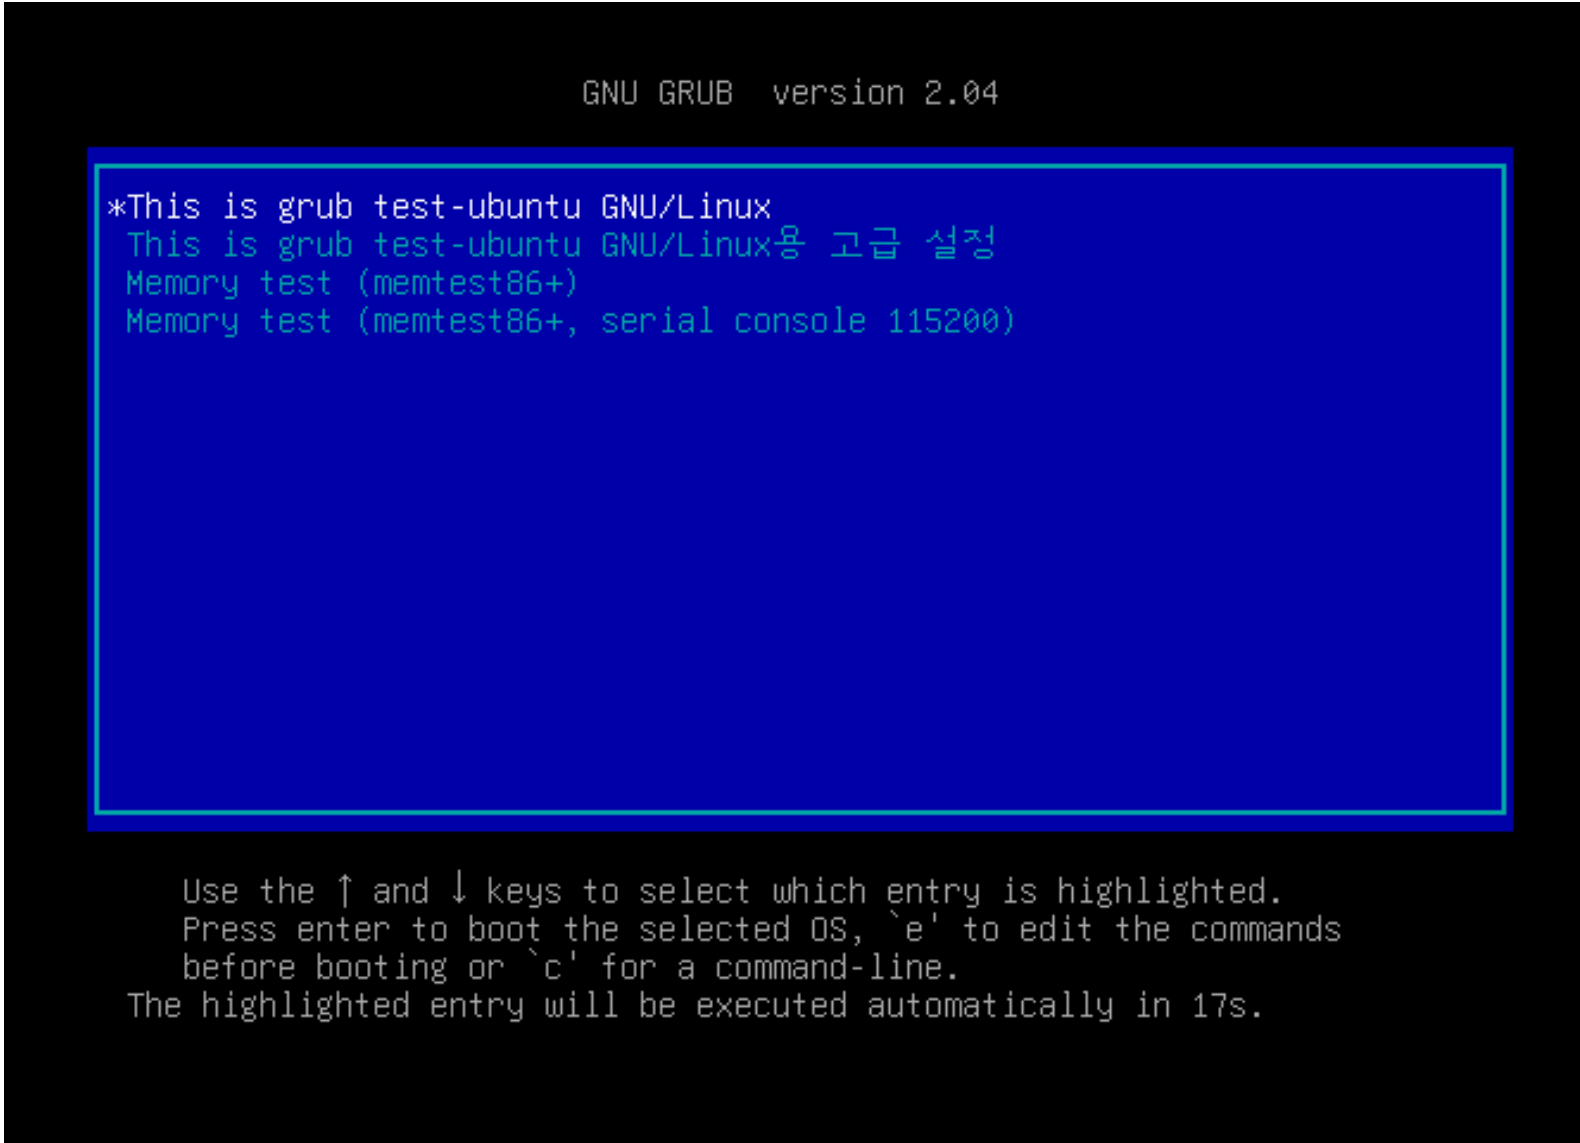 GNU GRUB  version 2.04
*This is grub test-ubuntu GNU/Linux
This is grub test-ubuntu GNU/Linux용 고급 설정
Memory test (memtest86+)
Memory test (memtest86+, serial console 115200)
Use the ↑ and ↓ keys to select which entry is highlighted.
Press enter to boot the selected OS, `e' to edit the commands
before booting or `c' for a command-line.
The highlighted entry will be executed automatically in 17s.